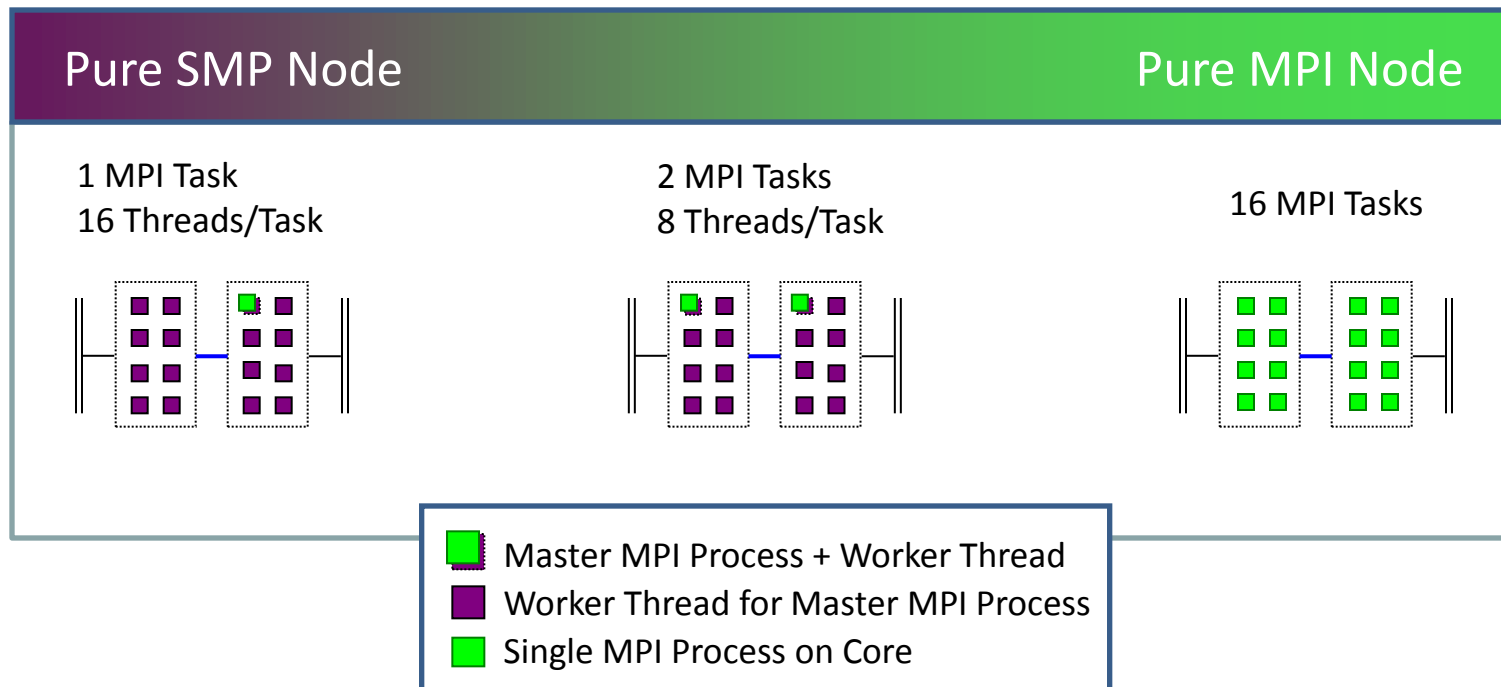 Pure SMP Node
Pure MPI Node
1 MPI Task
16 Threads/Task
2 MPI Tasks
8 Threads/Task
16 MPI Tasks
Master MPI Process + Worker Thread
Worker Thread for Master MPI Process
Single MPI Process on Core